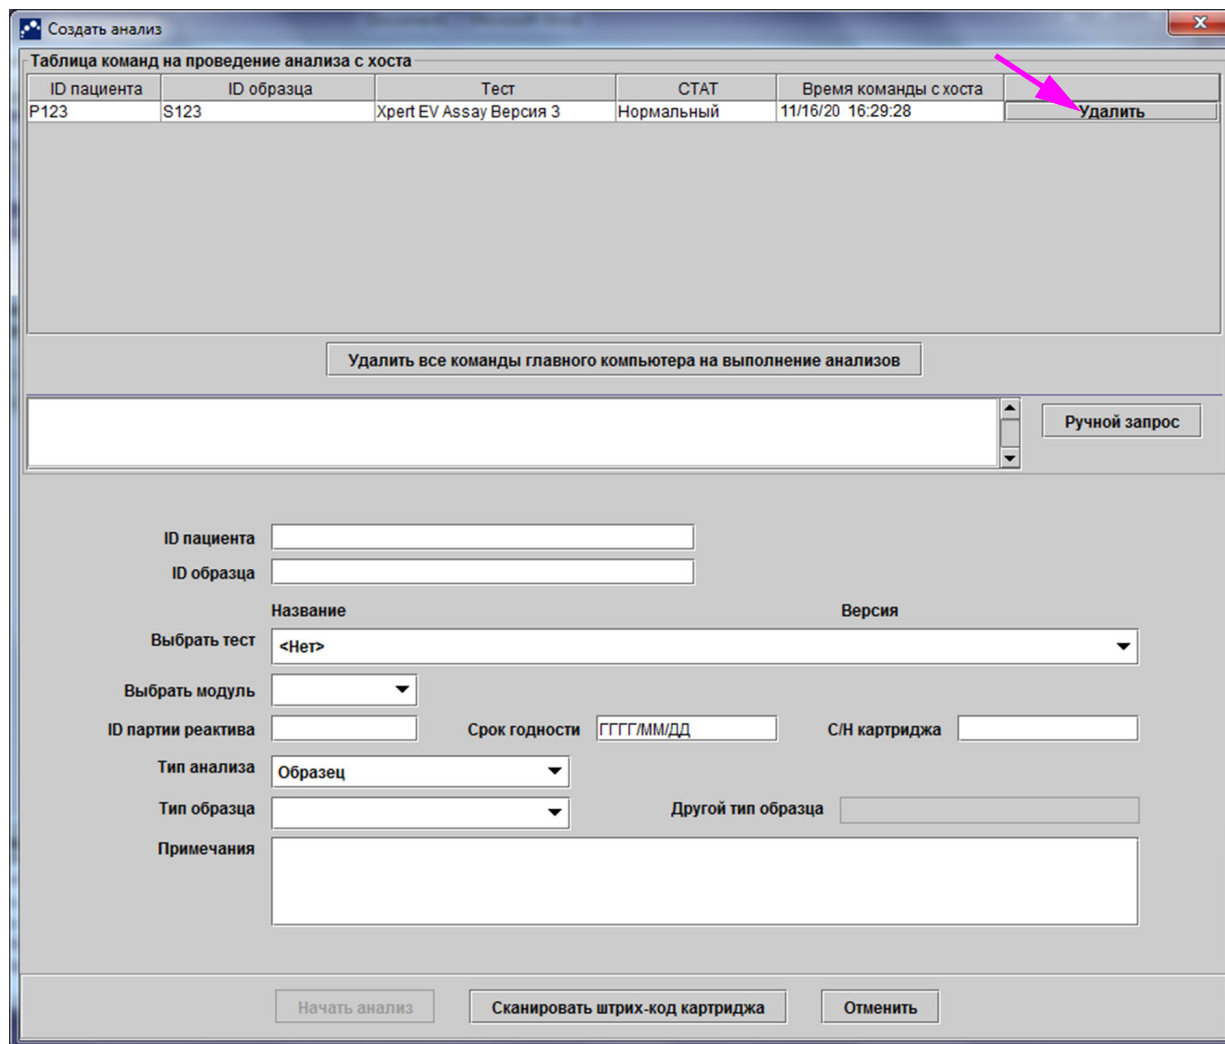 Создать анализ
Таблица команд на проведение анализа с хоста
ID пациента ID образца Тест СТАТ Время команды с хоста
P123 S123 Xpert EV Assay Версия 3 Нормальный 11/16/20 16:29:28 Удалить
Удалить все команды главного компьютера на выполнение анализов
Ручной запрос
ID пациента
ID образца
Название Версия
Выбрать тест <Нет>
Выбрать модуль
ID партии реактива Срок годности ГГГГ/ММ/ДД С/Н картриджа
Тип анализа Образец
Тип образца Другой тип образца
Примечания
Начать анализ Сканировать штрих-код картриджа Отменить